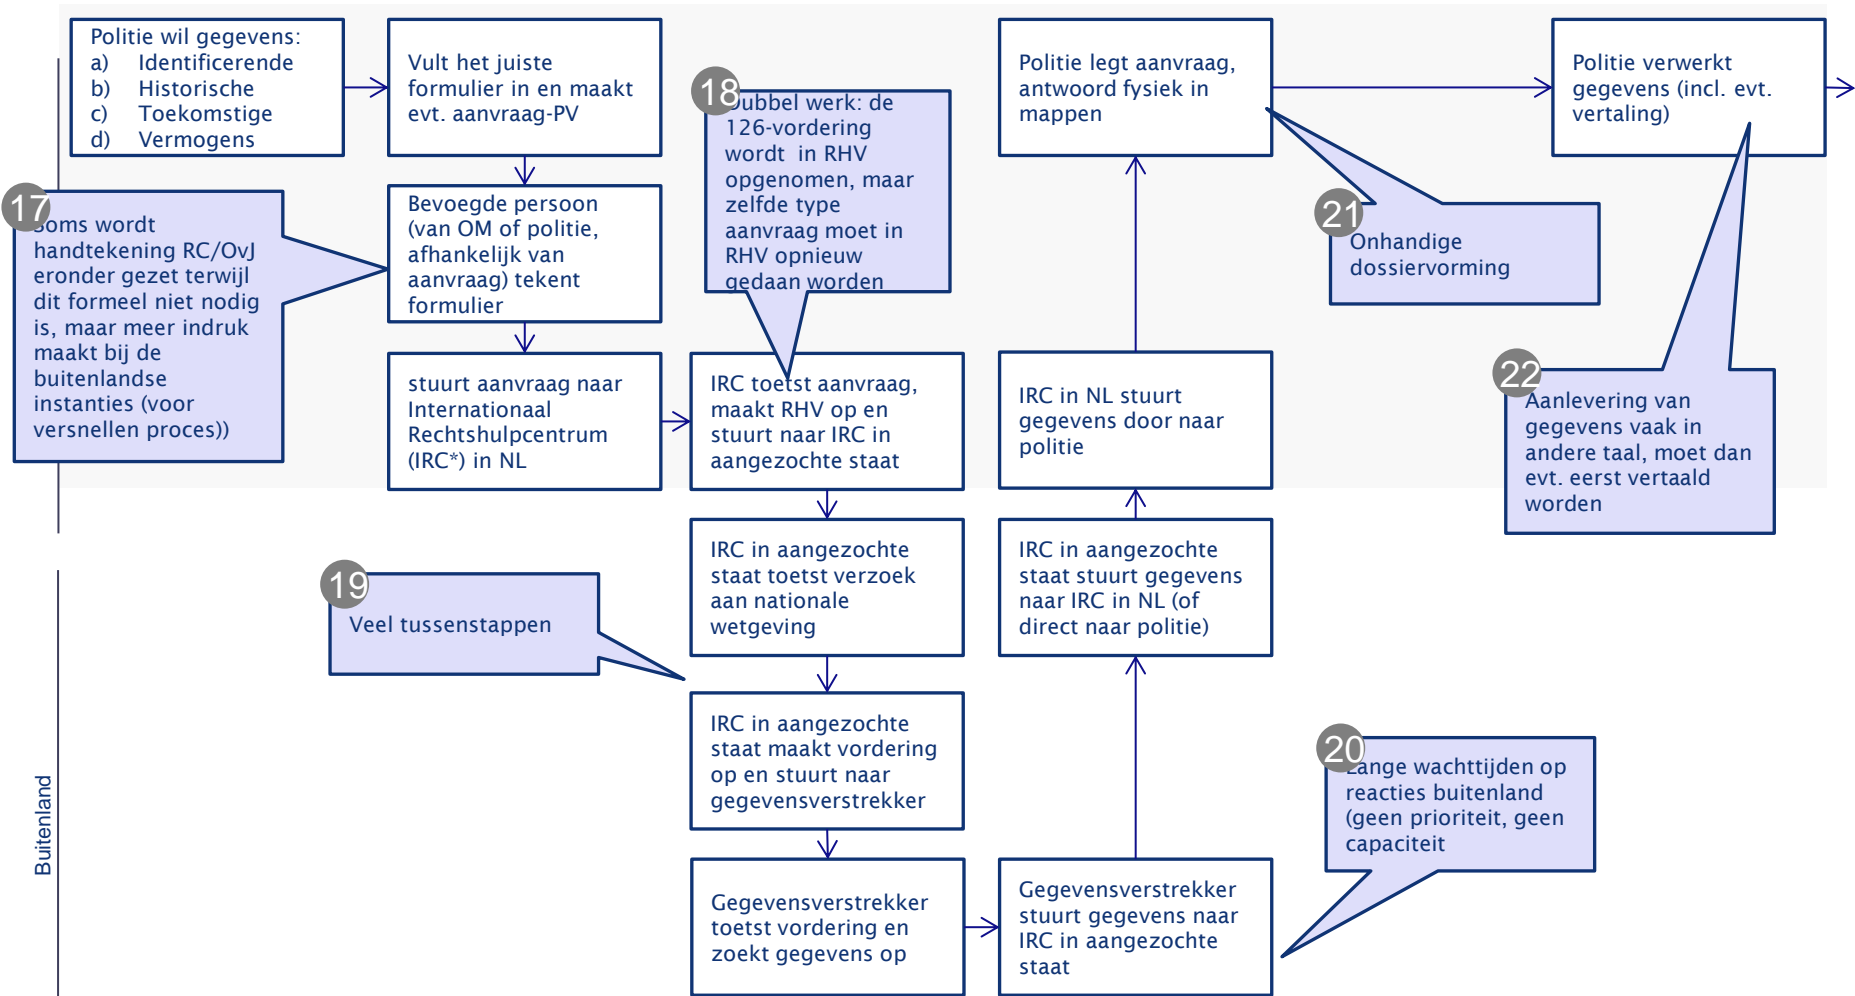 Politie wil gegevens:
a) Identificerende
b) Historische
c) Toekomstige
d) Vermogens
Vult het juiste
formulier in en maakt
evt. aanvraag-PV
17
Soms wordt
handtekening RC/OvJ
eronder gezet terwijl
dit formeel niet nodig
is, maar meer indruk
maakt bij de
buitenlandse
instanties (voor
versnellen proces))
Bevoegde persoon
(van OM of politie,
afhankelijk van
aanvraag) tekent
formulier
stuurt aanvraag naar
Internationaal
Rechtshulpcentrum
(IRC*) in NL
18
Dubbel werk: de
126-vordering
wordt in RHV
opgenomen, maar
zelfde type
aanvraag moet in
RHV opnieuw
gedaan worden
IRC toetst aanvraag,
maakt RHV op en
stuurt naar IRC in
aangezochte staat
IRC in aangezochte
staat toetst verzoek
aan nationale
wetgeving
19
Veel tussenstappen
IRC in aangezochte
staat maakt vordering
op en stuurt naar
gegevensverstrekker
Gegevensverstrekker
toetst vordering en
zoekt gegevens op
Gegevensverstrekker
stuurt gegevens naar
IRC in aangezochte
staat
20
Lange wachttijden op
reacties buitenland
(geen prioriteit, geen
capaciteit
IRC in aangezochte
staat stuurt gegevens
naar IRC in NL (of
direct naar politie)
IRC in NL stuurt
gegevens door naar
politie
Politie legt aanvraag,
antwoord fysiek in
mappen
21
Onhandige
dossiervorming
Politie verwerkt
gegevens (incl. evt.
vertaling)
22
Aanlevering van
gegevens vaak in
andere taal, moet dan
evt. eerst vertaald
worden
Buitenland